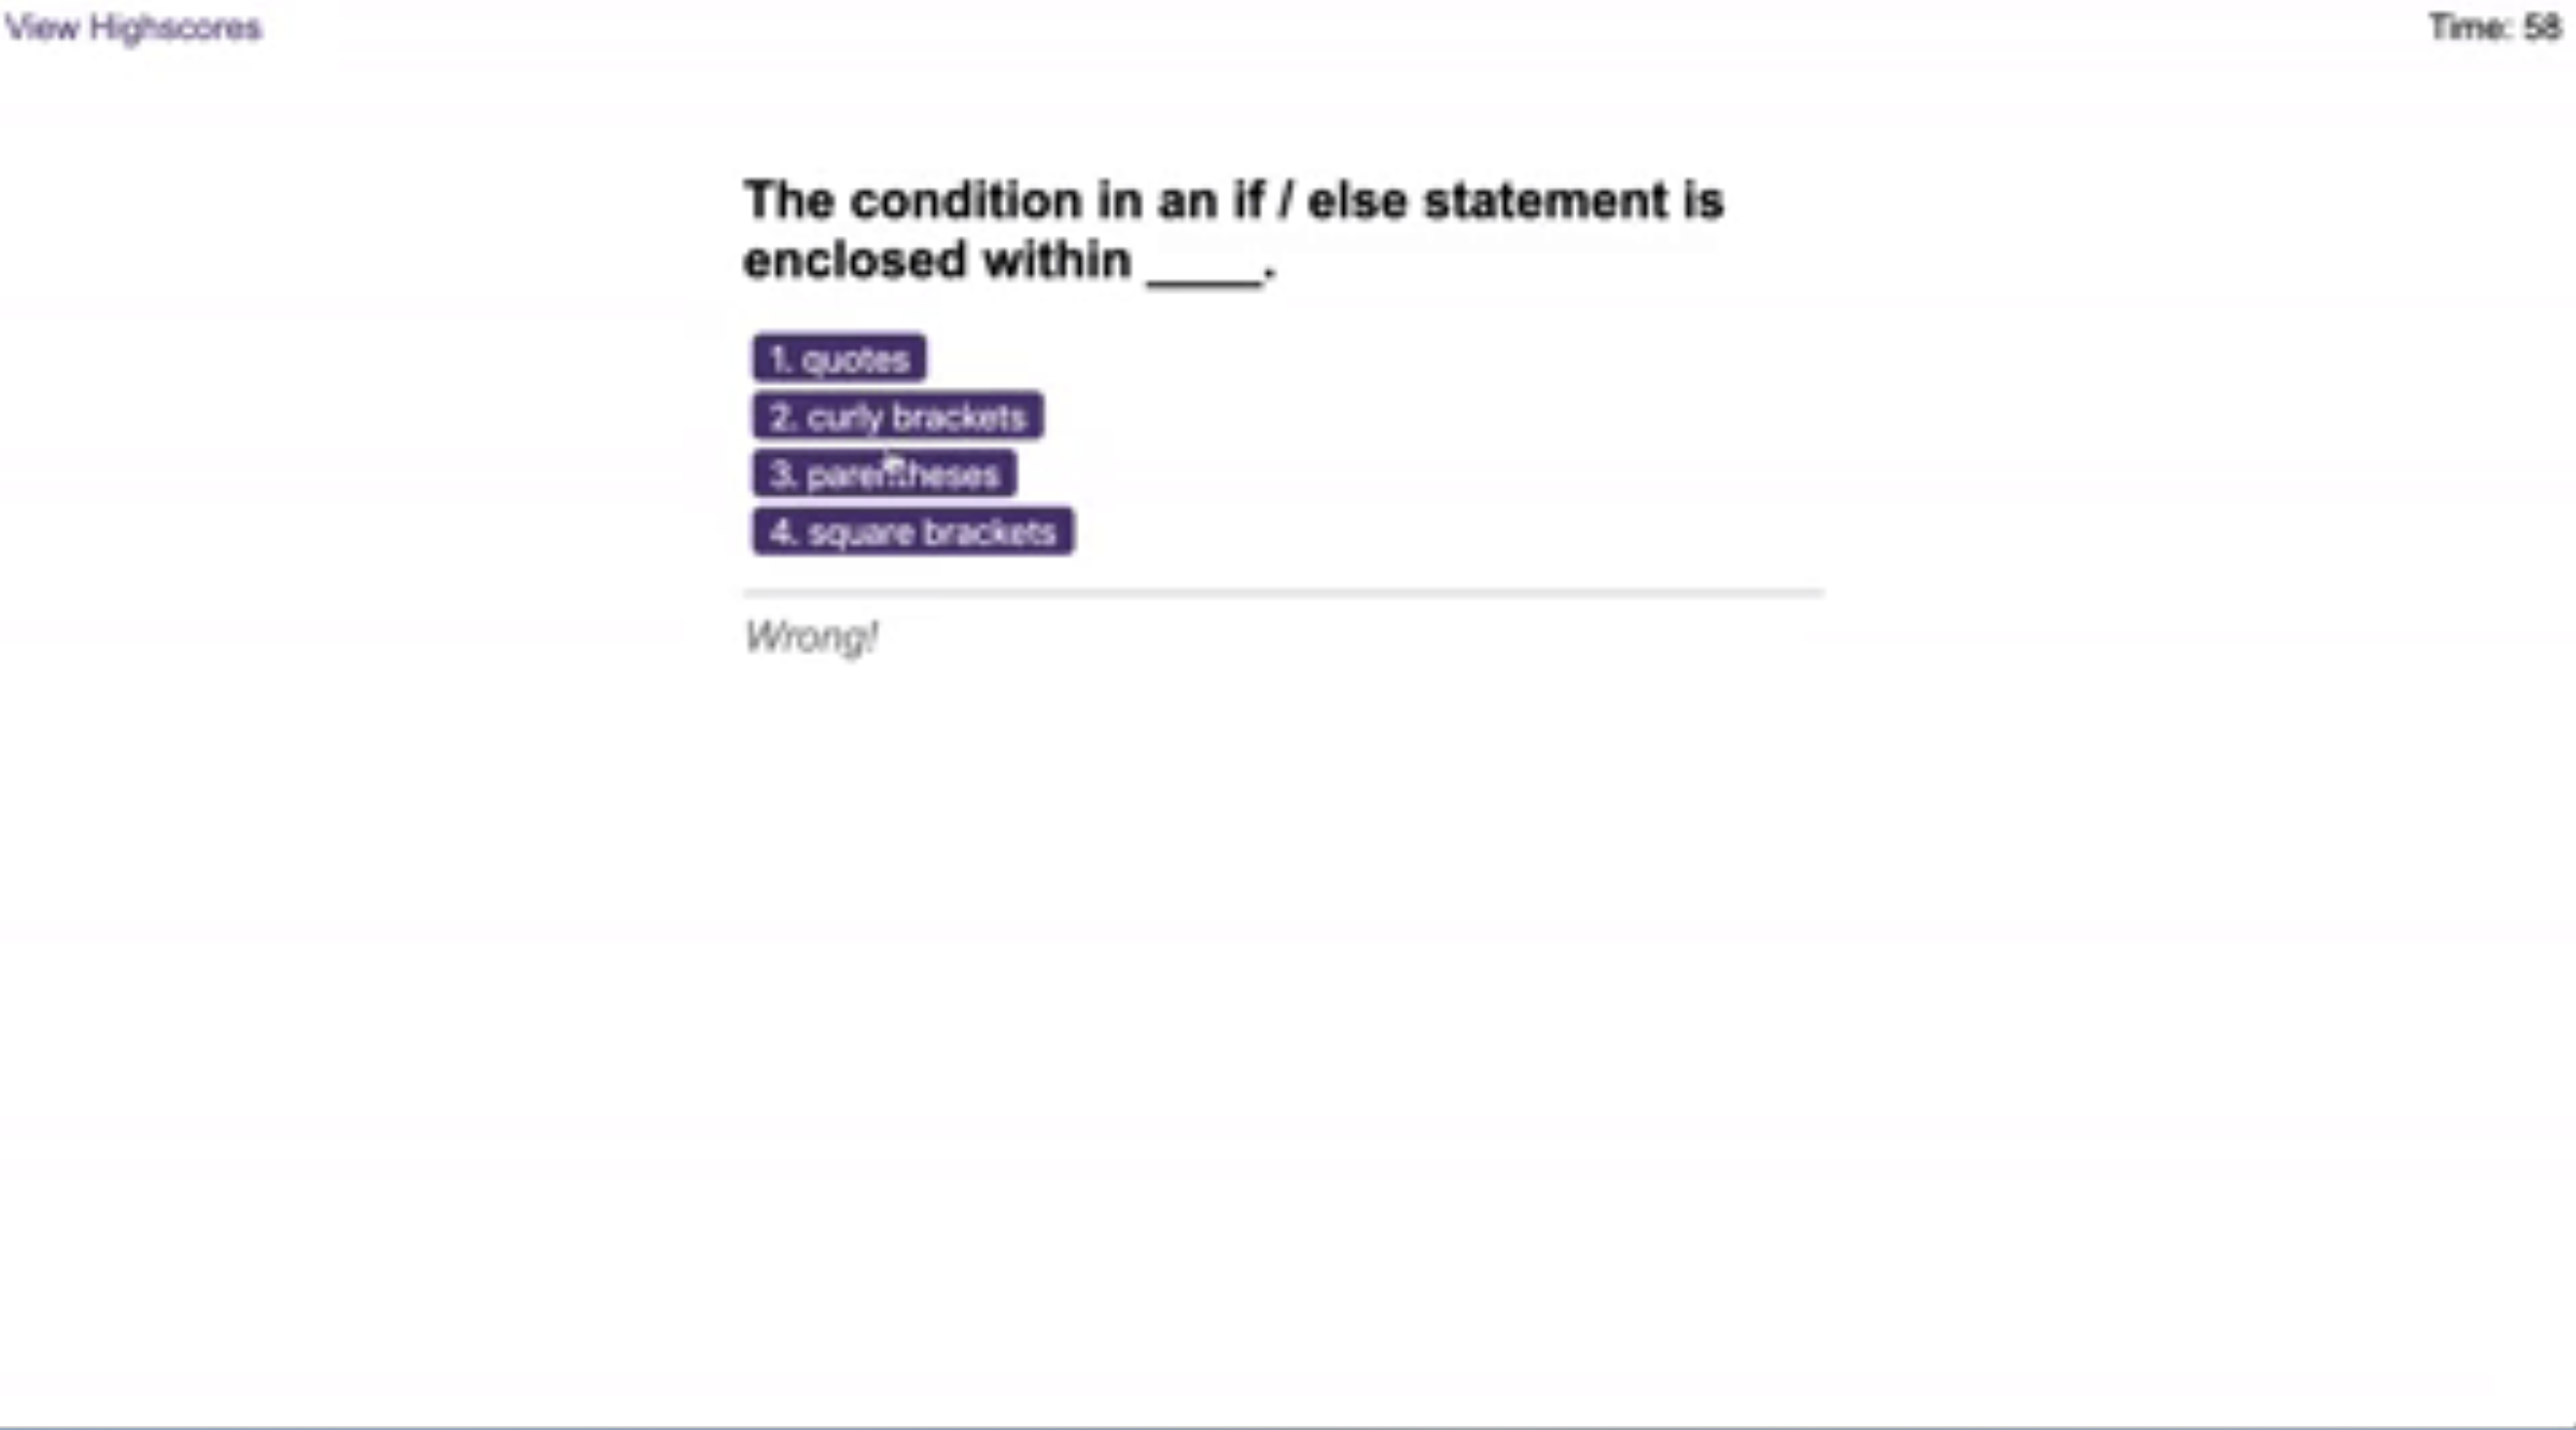 View Highscores
Time: 58
The condition in an if / else statement is
enclosed within ____.
1. quotes
2. curly brackets
3. parentheses
4. square brackets
Wrong!